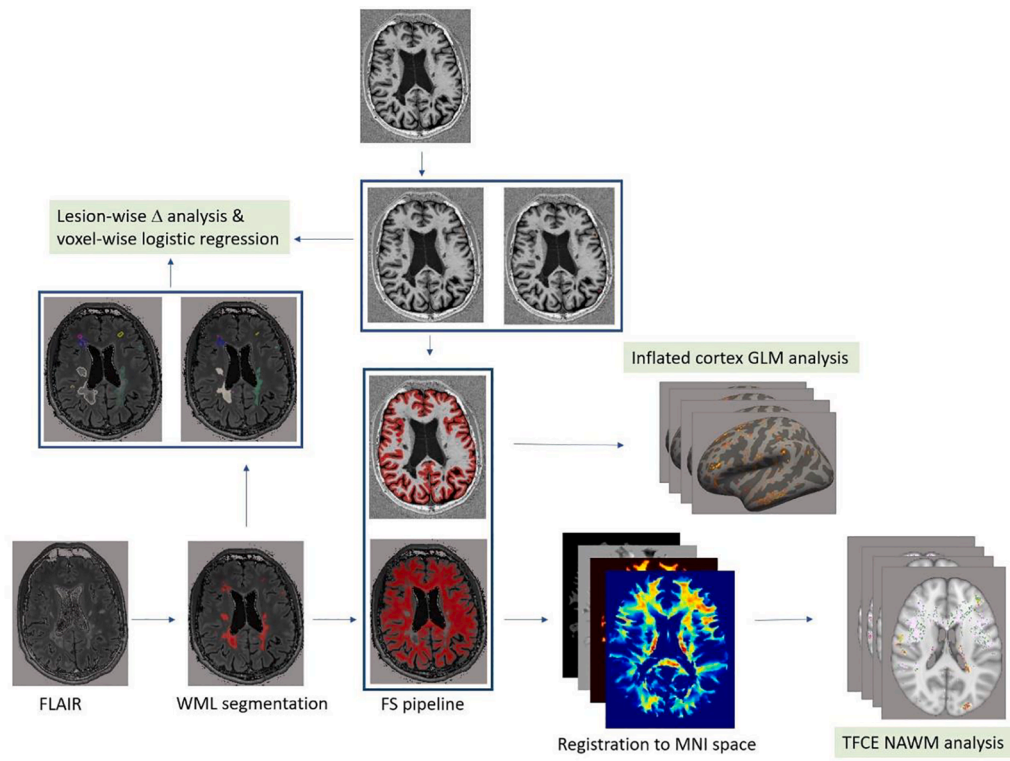 Lesion-wise Δ analysis &
voxel-wise logistic regression
Inflated cortex GLM analysis
FLAIR
WML segmentation
FS pipeline
Registration to MNI space
TFCE NAWM analysis